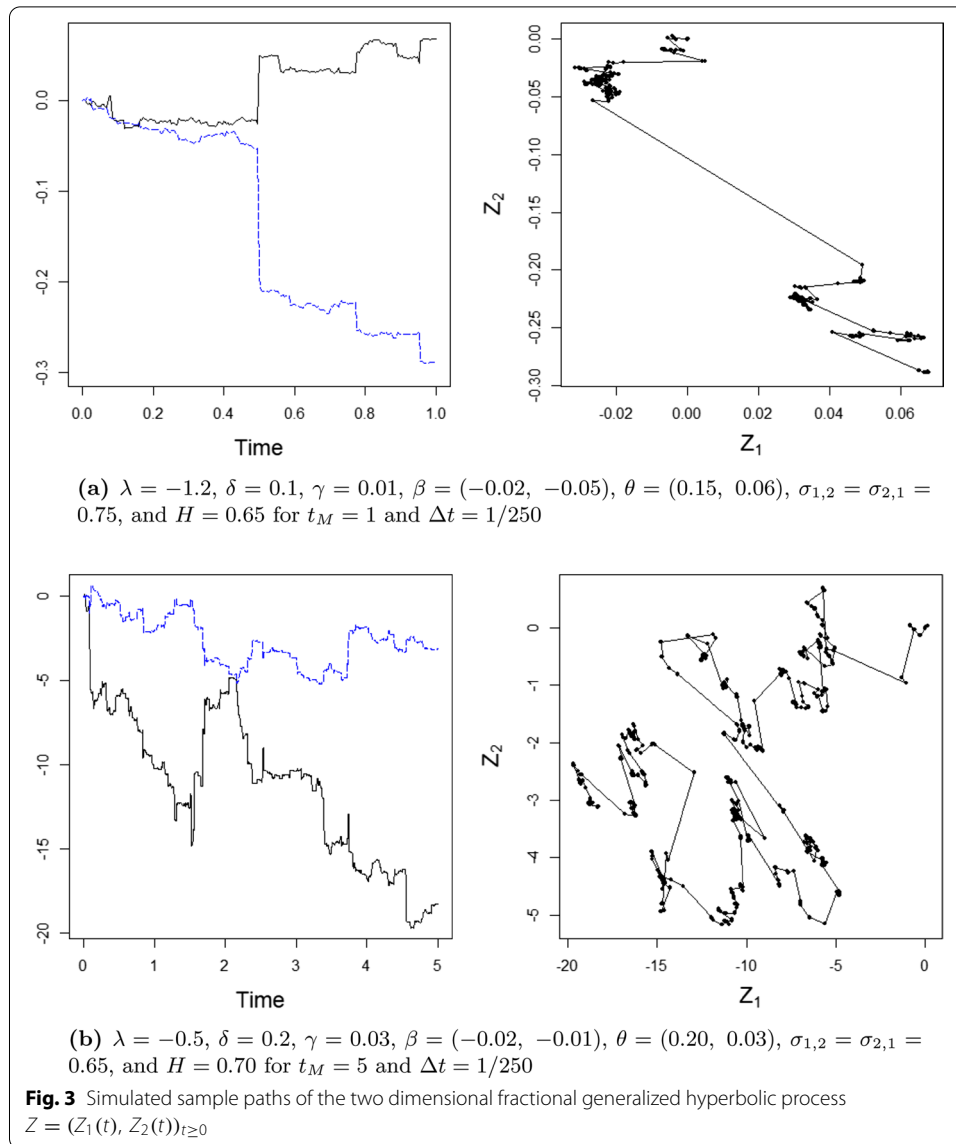 0.0
-0.1
-0.2
-0.3
0.0 0.2 0.4 0.6 0.8 1.0
Time
0.00
-0.05
-0.10
-0.15
-0.20
-0.25
-0.30
Z2
-0.02 0.00 0.02 0.04 0.06
Z1
(a) λ = −1.2, δ = 0.1, γ = 0.01, β = (−0.02, −0.05), θ = (0.15, 0.06), σ1,2 = σ2,1 =
0.75, and H = 0.65 for tM = 1 and Δt = 1/250
0
-5
-10
-15
-20
0 1 2 3 4 5
Time
0
-1
-2
-3
-4
-5
Z2
-20 -15 -10 -5 0
Z1
(b) λ = −0.5, δ = 0.2, γ = 0.03, β = (−0.02, −0.01), θ = (0.20, 0.03), σ1,2 = σ2,1 =
0.65, and H = 0.70 for tM = 5 and Δt = 1/250
Fig. 3 Simulated sample paths of the two dimensional fractional generalized hyperbolic process
Z = (Z1(t), Z2(t))t≥0